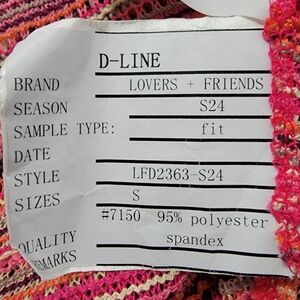 D-LINE
BRAND LOVERS + FRIENDS
SEASON S24
SAMPLE TYPE: fit
DATE
STYLE LFD2363-S24
SIZES S
#7150 95% polyester
QUALITY spandex